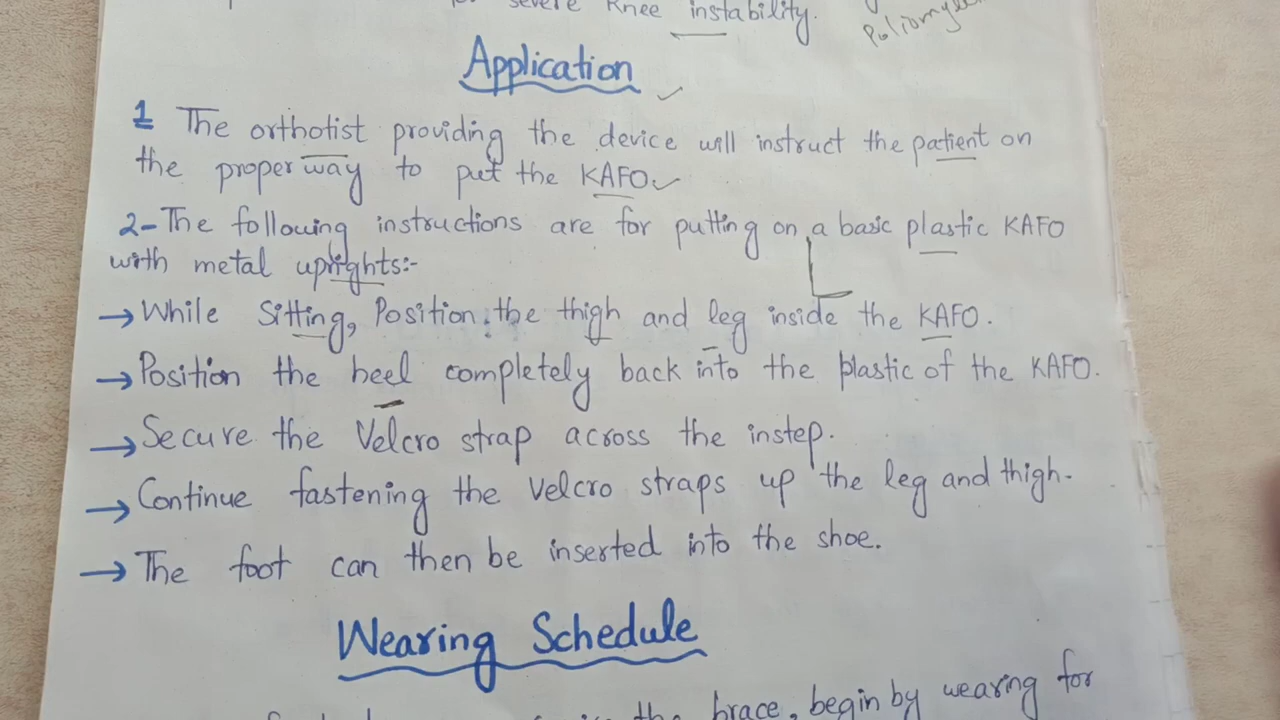 severe Knee instability.
Application
1 The orthotist providing the device will instruct the patient on
the proper way to put the KAFO.
2-The following instructions are for putting on a basic plastic KAFO
with metal uprights:-
→ While Sitting, Position the thigh and leg inside the KAFO.
→ Position the heel completely back into the plastic of the KAFO.
→ Secure the Velcro strap across the instep.
→ Continue fastening the Velcro straps up the leg and thigh.
→ The foot can then be inserted into the shoe.
Wearing Schedule
the brace, begin by wearing for